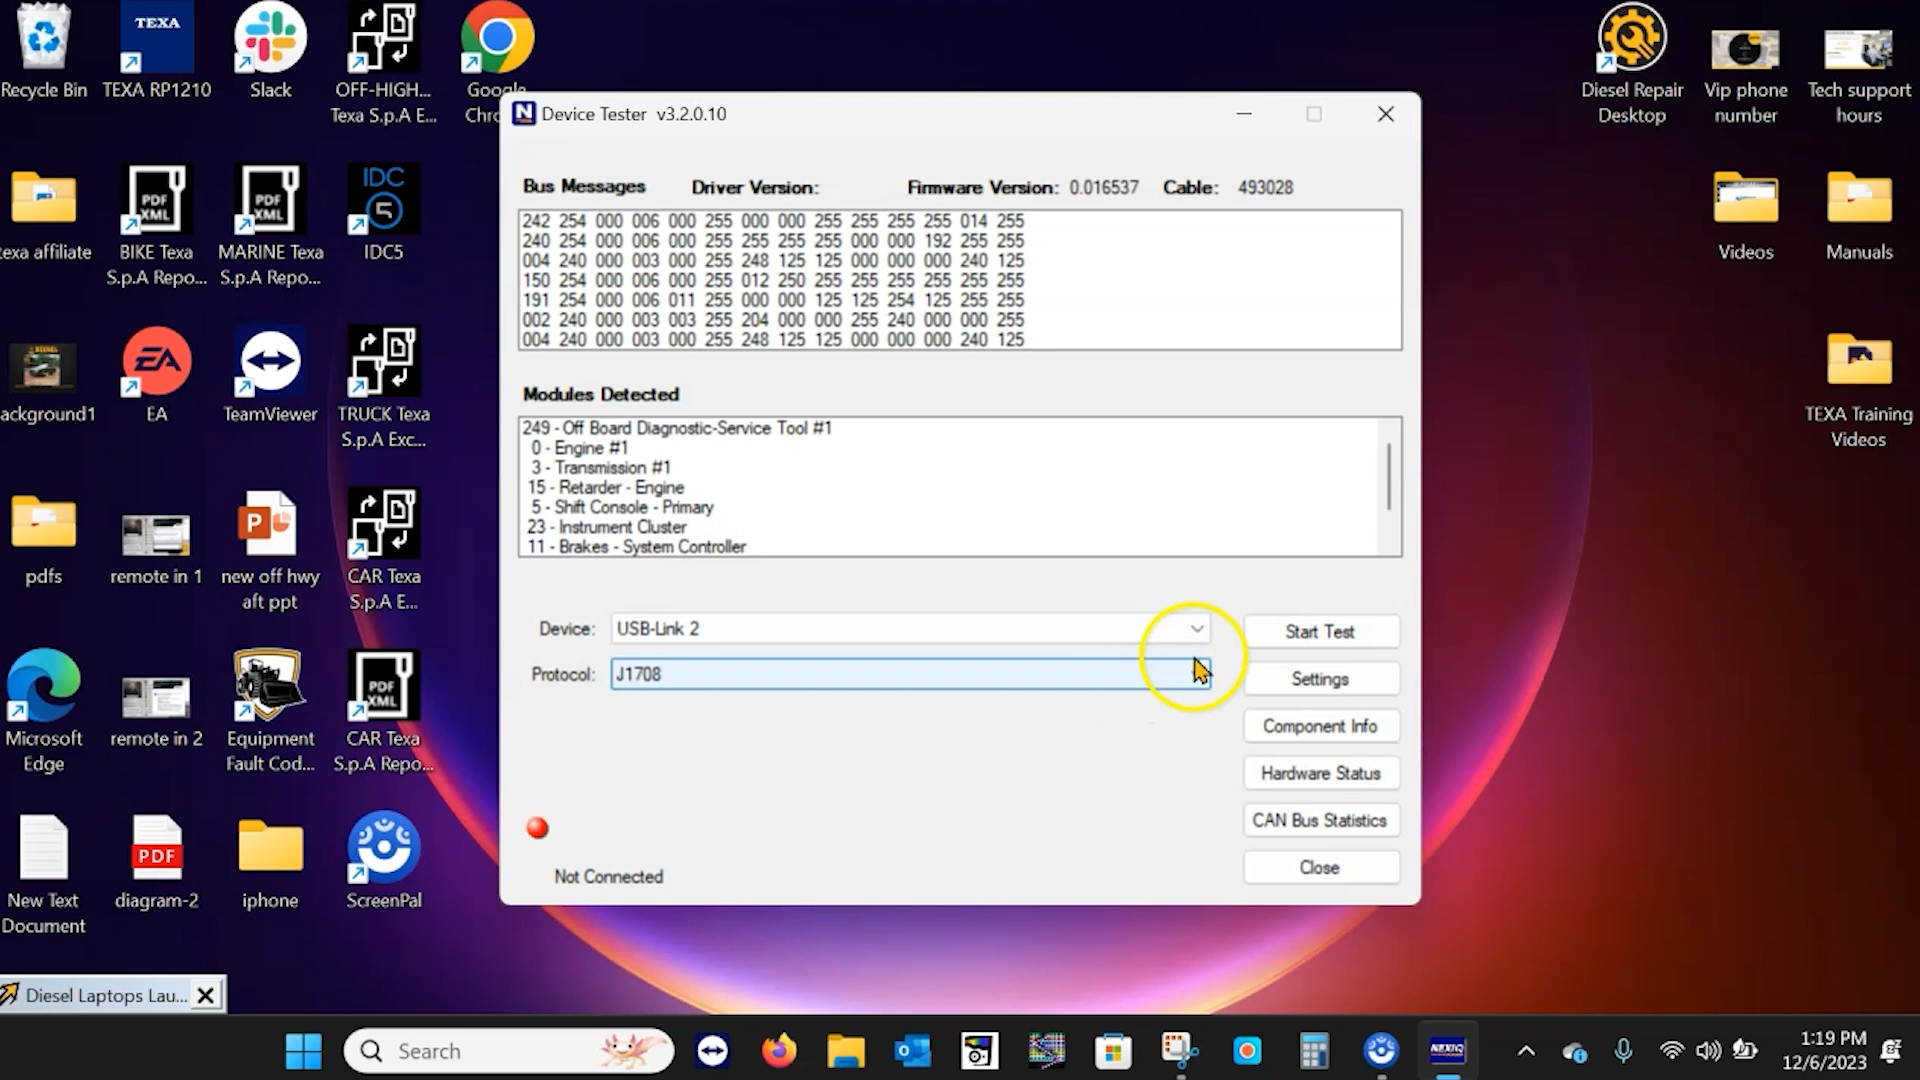 Recycle Bin
TEXA
TEXA RP1210
Slack
OFF-HIGH...
Texa S.p.A E...
Google
Chro
Diesel Repair
Desktop
Vip phone
number
Tech support
hours
texa affiliate
PDF
XML
BIKE Texa
S.p.A Repo...
PDF
XML
MARINE Texa
S.p.A Repo...
IDC
5
IDC5
Videos
Manuals
ackground1
EA
EA
TeamViewer
TRUCK Texa
S.p.A Exc...
TEXA Training
Videos
pdfs
remote in 1
P
new off hwy
aft ppt
CAR Texa
S.p.A E...
Microsoft
Edge
remote in 2
Equipment
Fault Cod...
PDF
XML
CAR Texa
S.p.A Repo...
New Text
Document
PDF
diagram-2
iphone
ScreenPal
N Device Tester v3.2.0.10
Bus Messages Driver Version: Firmware Version: 0.016537 Cable: 493028
242 254 000 006 000 255 000 000 255 255 255 255 014 255
240 254 000 006 000 255 255 255 255 000 000 192 255 255
004 240 000 003 000 255 248 125 125 000 000 000 240 125
150 254 000 006 000 255 012 250 255 255 255 255 255 255
191 254 000 006 011 255 000 000 125 125 254 125 255 255
002 240 000 003 003 255 204 000 000 255 240 000 000 255
004 240 000 003 000 255 248 125 125 000 000 000 240 125
Modules Detected
249 - Off Board Diagnostic-Service Tool #1
0 - Engine #1
3 - Transmission #1
15 - Retarder - Engine
5 - Shift Console - Primary
23 - Instrument Cluster
11 - Brakes - System Controller
Device: USB-Link 2
Protocol: J1708
Start Test
Settings
Component Info
Hardware Status
CAN Bus Statistics
Close
Not Connected
Diesel Laptops Lau...
Search
NEXIQ
1:19 PM
12/6/2023